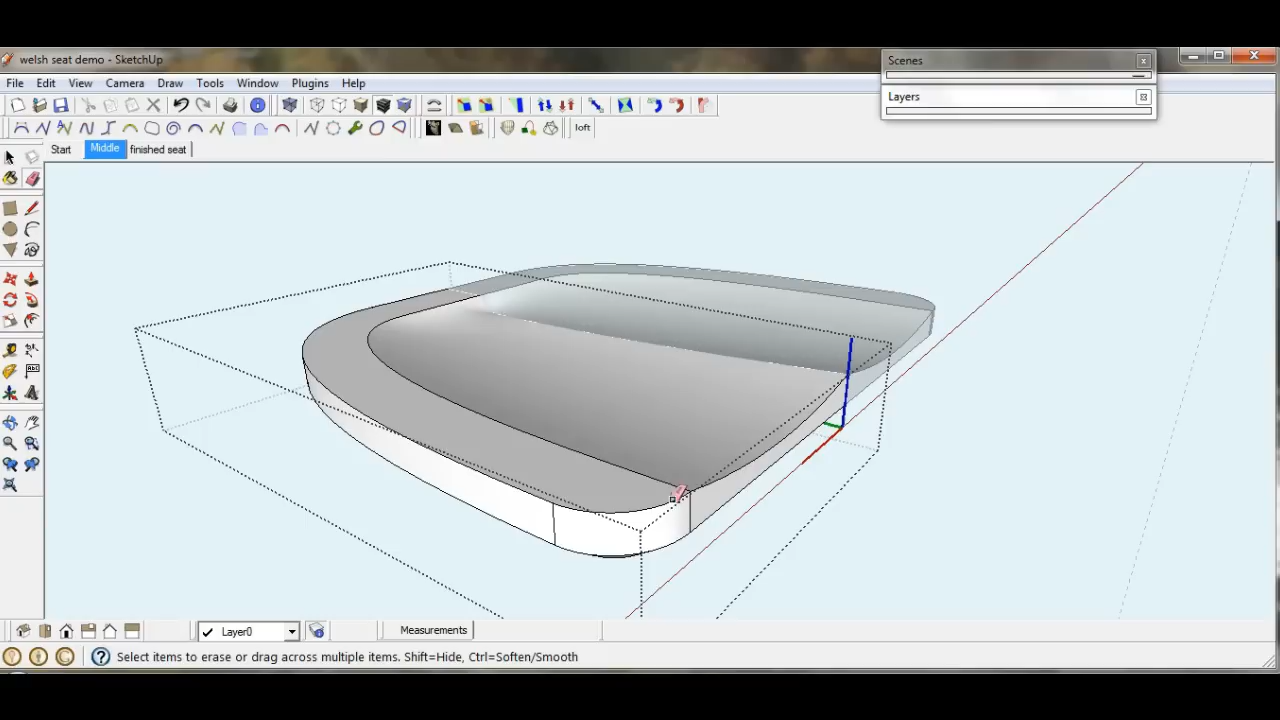 welsh seat demo - SketchUp
Scenes
File Edit View Camera Draw Tools Window Plugins Help
Layers
loft
Start Middle finished seat
Layer0
Measurements
Select items to erase or drag across multiple items. Shift=Hide, Ctrl=Soften/Smooth